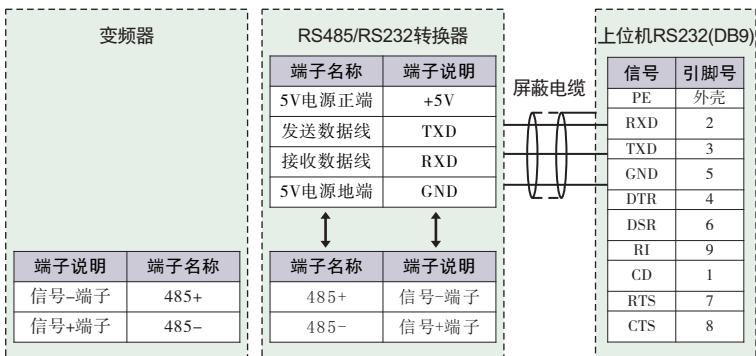 变频器
端子说明 端子名称
信号-端子 485+
信号+端子 485-
RS485/RS232转换器
端子名称 端子说明
5V电源正端 +5V
发送数据线 TXD
接收数据线 RXD
5V电源地端 GND
端子名称 端子说明
485+ 信号-端子
485- 信号+端子
屏蔽电缆
上位机RS232(DB9)
信号 引脚号
PE 外壳
RXD 2
TXD 3
GND 5
DTR 4
DSR 6
RI 9
CD 1
RTS 7
CTS 8